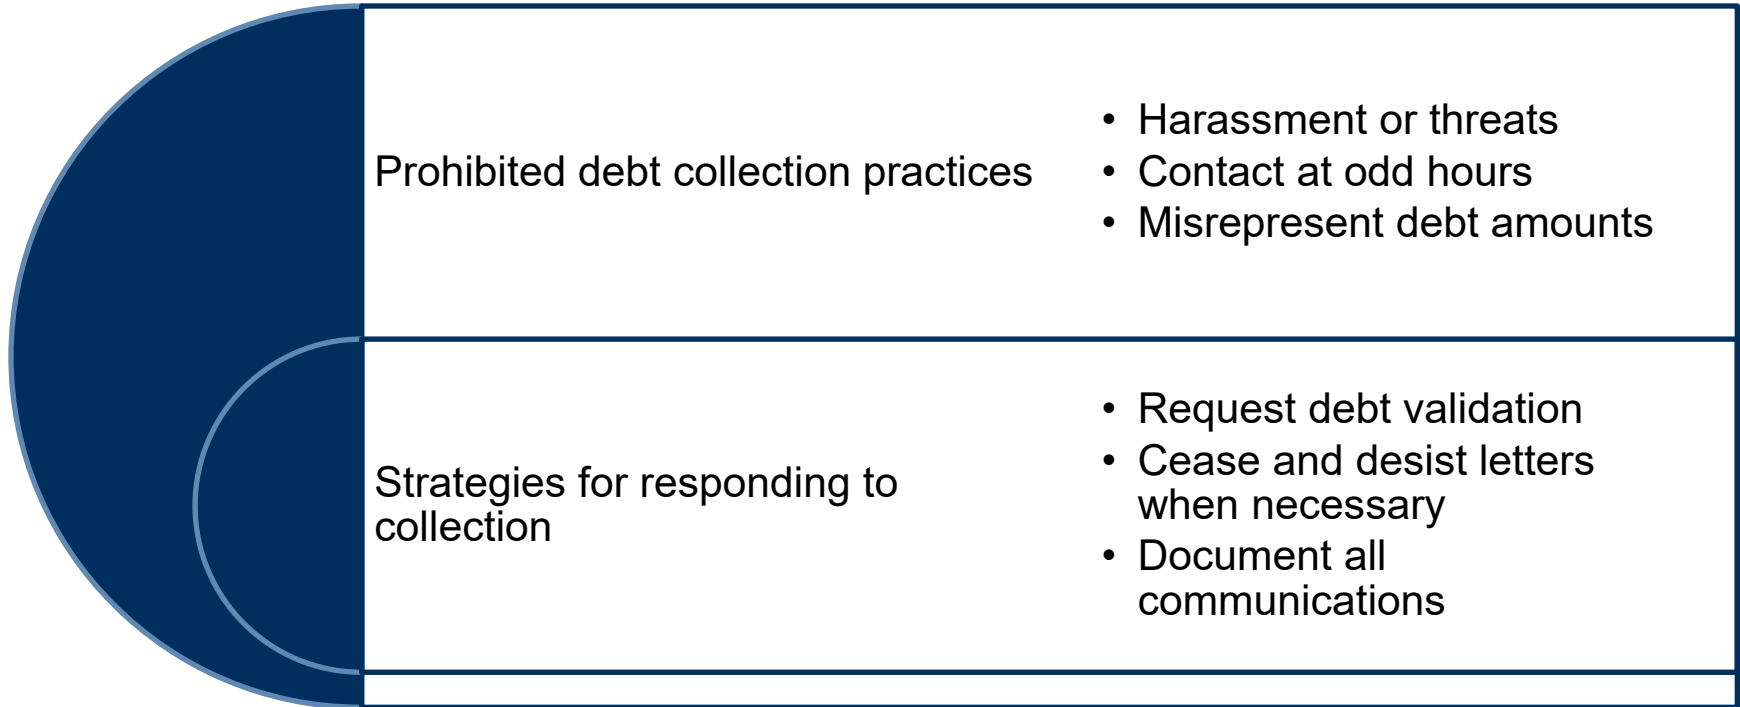 Prohibited debt collection practices
• Harassment or threats
• Contact at odd hours
• Misrepresent debt amounts
Strategies for responding to
collection
• Request debt validation
• Cease and desist letters
when necessary
• Document all
communications